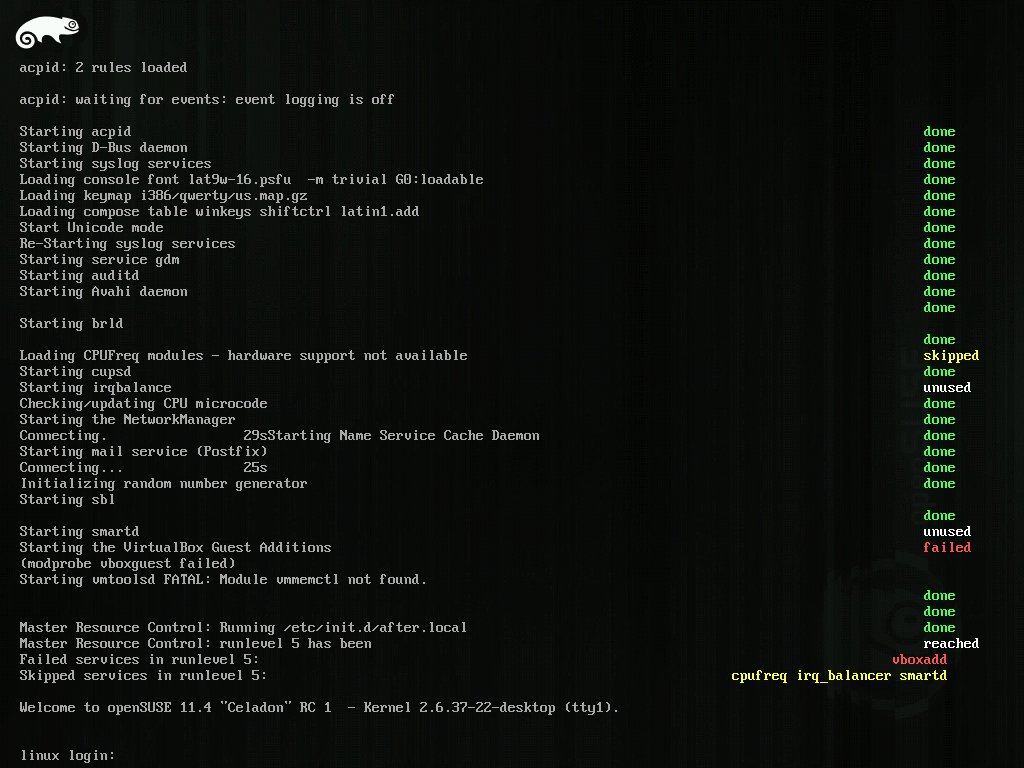 acpid: 2 rules loaded
acpid: waiting for events: event logging is off
Starting acpid done
Starting D-Bus daemon done
Starting syslog services done
Loading console font lat9w-16.psfu  -m trivial G0:loadable done
Loading keymap i386/qwerty/us.map.gz done
Loading compose table winkeys shiftctrl latin1.add done
Start Unicode mode done
Re-Starting syslog services done
Starting service gdm done
Starting auditd done
Starting Avahi daemon done
done
Starting brld
done
Loading CPUFreq modules - hardware support not available skipped
Starting cupsd done
Starting irqbalance unused
Checking/updating CPU microcode done
Starting the NetworkManager done
Connecting. 29sStarting Name Service Cache Daemon done
Starting mail service (Postfix) done
Connecting... 25s done
Initializing random number generator done
Starting sbl
done
Starting smartd unused
Starting the VirtualBox Guest Additions failed
(modprobe vboxguest failed)
Starting vmtoolsd FATAL: Module vmmemctl not found.
done
done
Master Resource Control: Running /etc/init.d/after.local done
Master Resource Control: runlevel 5 has been reached
Failed services in runlevel 5: vboxadd
Skipped services in runlevel 5: cpufreq irq_balancer smartd
Welcome to openSUSE 11.4 "Celadon" RC 1  - Kernel 2.6.37-22-desktop (tty1).
linux login: